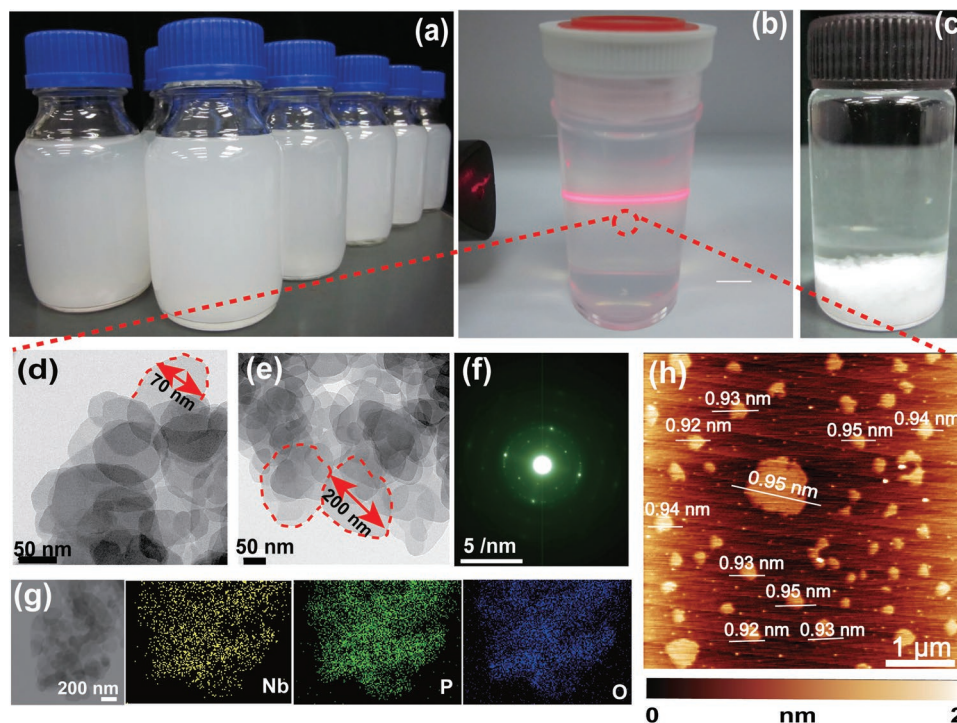 (a)
(b)
(c)
(d)
70 nm
50 nm
(e)
200 nm
50 nm
(f)
5 /nm
(g)
200 nm
Nb
P
O
(h)
0.93 nm
0.92 nm
0.95 nm
0.94 nm
0.95 nm
0.94 nm
0.93 nm
0.95 nm
0.92 nm
0.93 nm
1 μm
0
nm
2